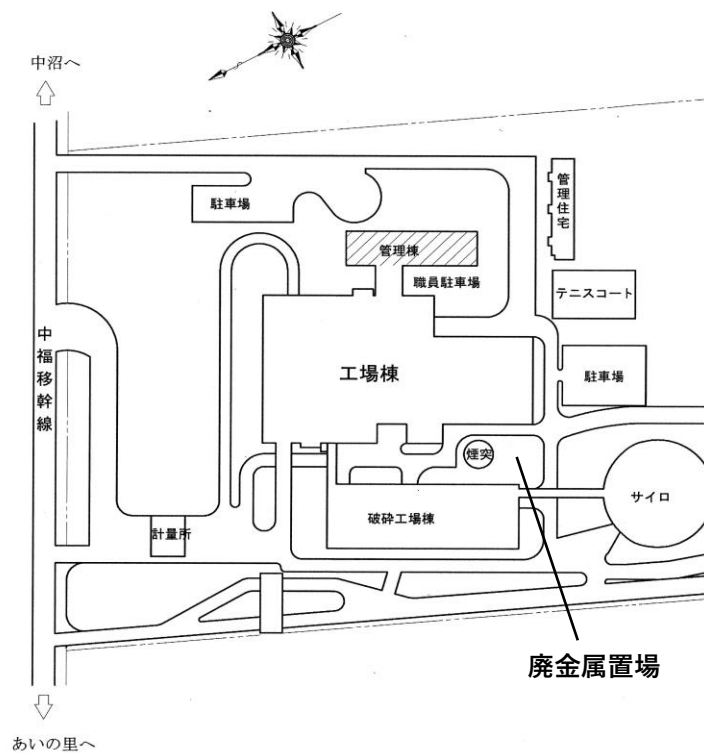 中沼へ
駐車場
管理住宅
管理棟
職員駐車場
テニスコート
中福移幹線
工場棟
駐車場
煙突
サイロ
破砕工場棟
計量所
廃金属置場
あいの里へ